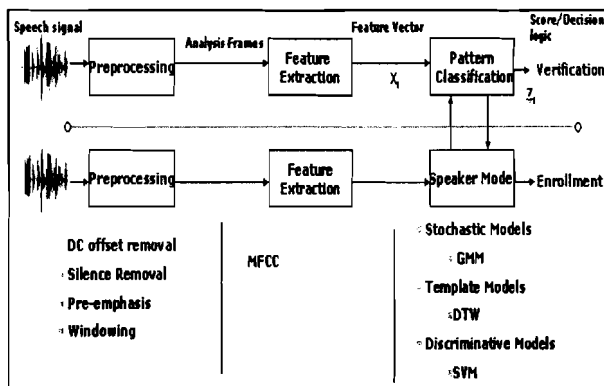 Speech signal
Analysis Frames
Feature Vector
Score/Decision
logic
Preprocessing
Feature
Extraction
Pattern
Classification
Verification
X
Preprocessing
Feature
Extraction
Speaker Model
Enrollment
DC offset removal
Silence Removal
Pre-emphasis
Windowing
MFCC
Stochastic Models
GMM
Template Models
DTW
Discriminative Models
SVM